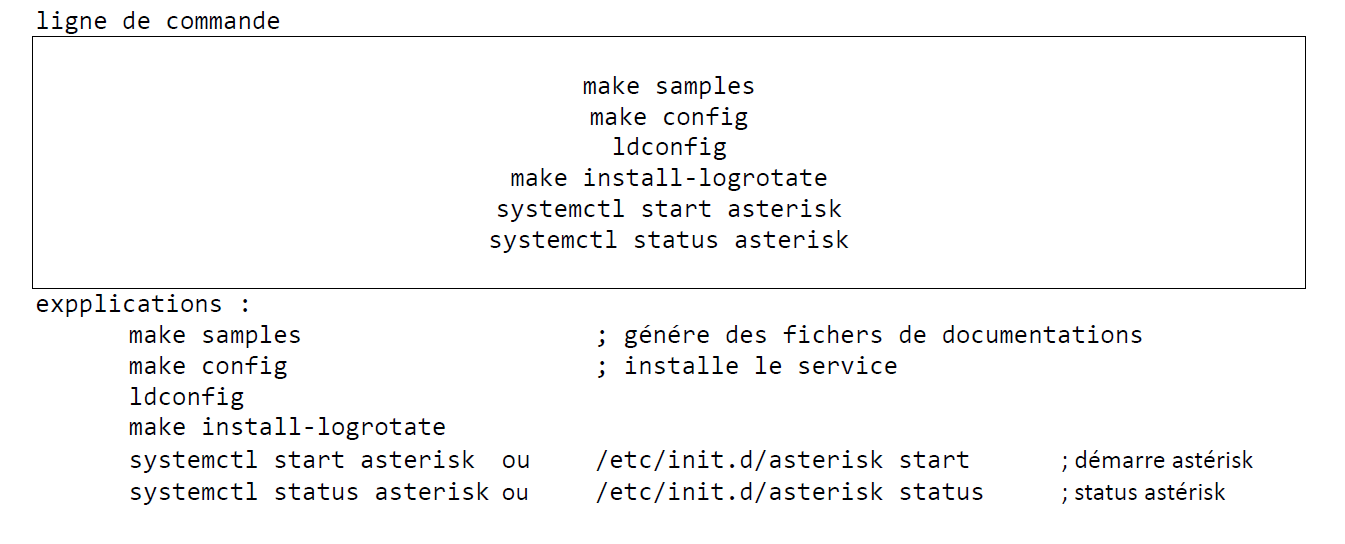 ligne de commande
make samples
make config
ldconfig
make install-logrotate
systemctl start asterisk
systemctl status asterisk
expplications :
make samples ; génére des fichers de documentations
make config ; installe le service
ldconfig
make install-logrotate
systemctl start asterisk ou /etc/init.d/asterisk start ; démarre astérisk
systemctl status asterisk ou /etc/init.d/asterisk status ; status astérisk